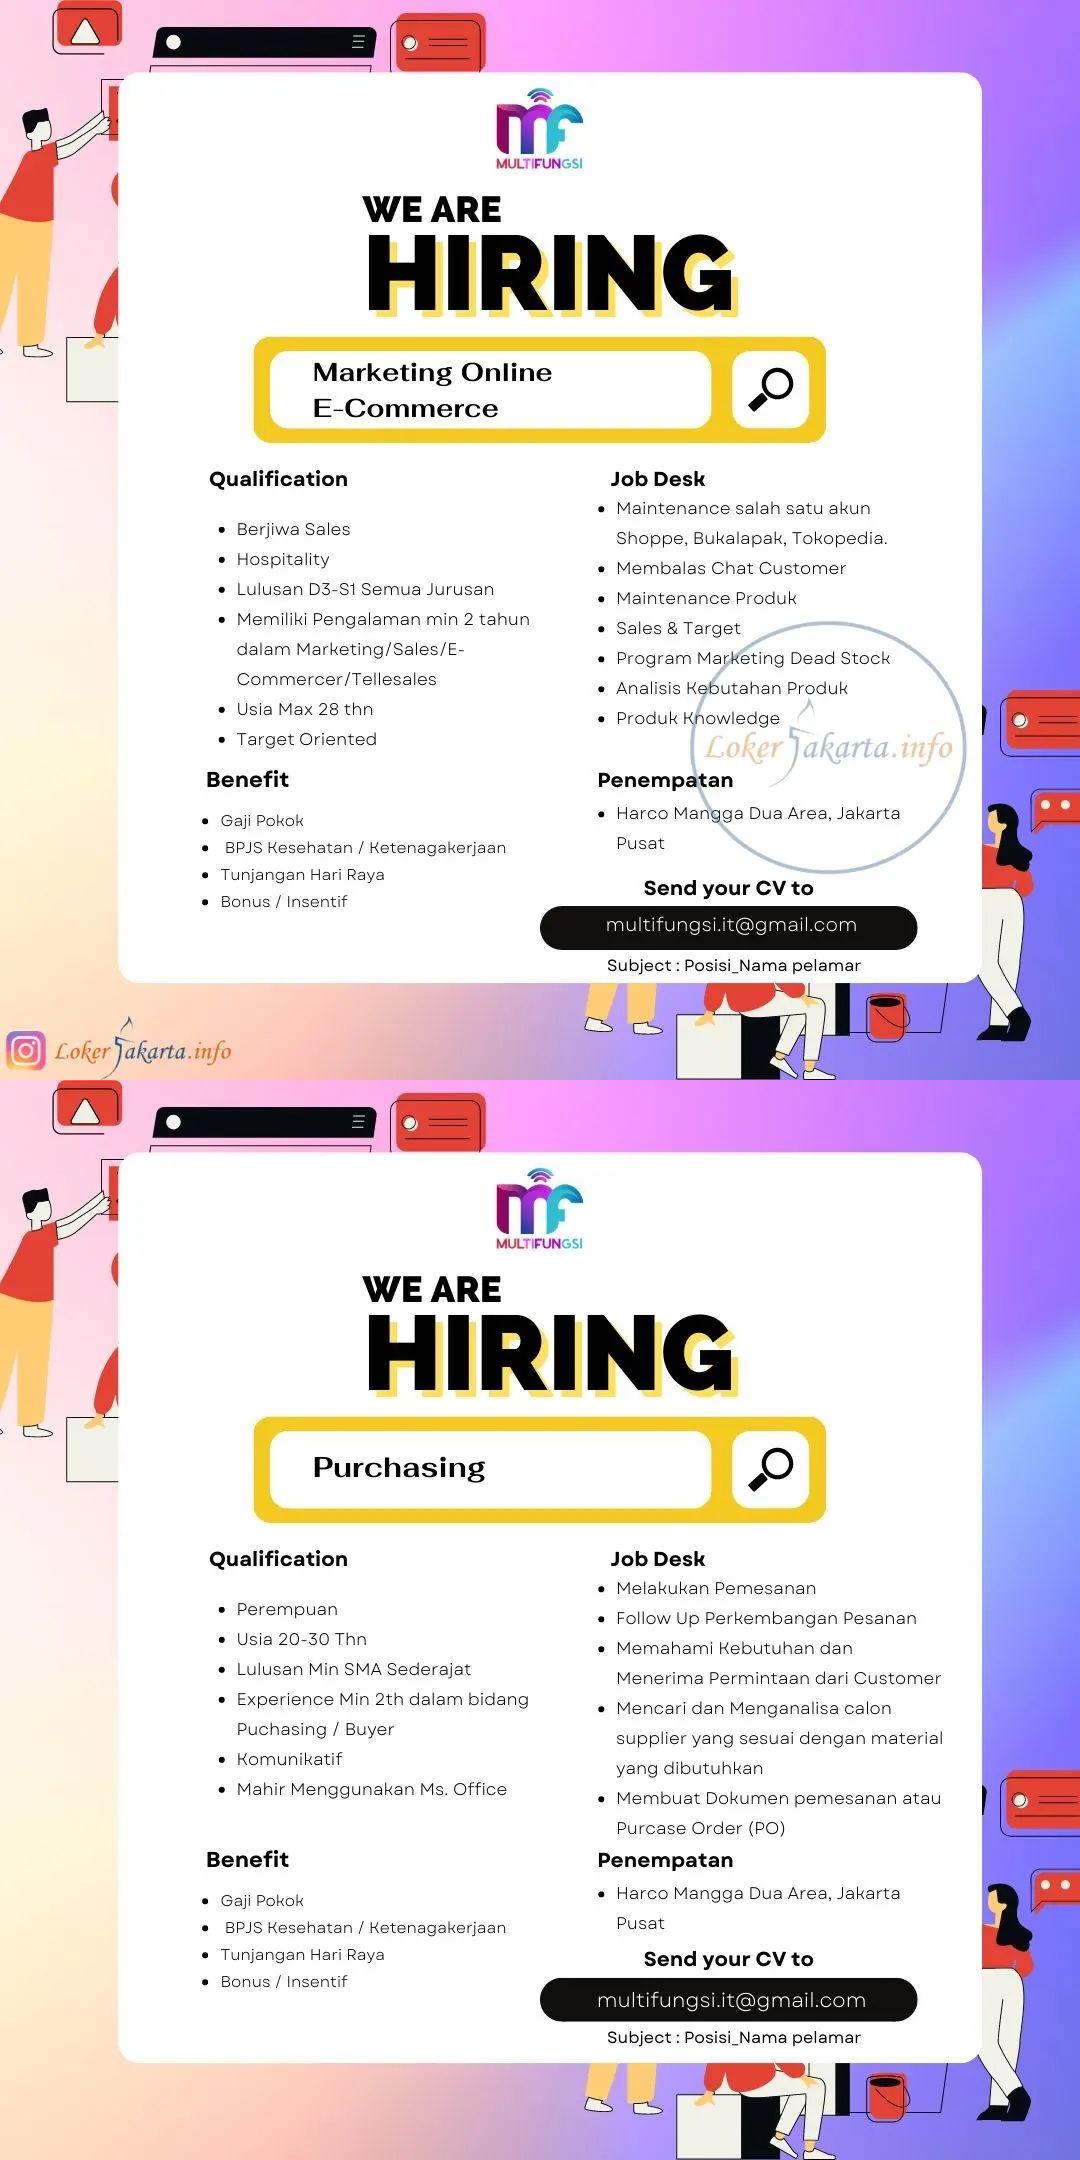 MULTIFUNGSI
WE ARE
HIRING
Marketing Online
E-Commerce
Qualification
Berjiwa Sales
Hospitality
Lulusan D3-S1 Semua Jurusan
Memiliki Pengalaman min 2 tahun
dalam Marketing/Sales/E-
Commercer/Tellesales
Usia Max 28 thn
Target Oriented
Job Desk
Maintenance salah satu akun
Shoppe, Bukalapak, Tokopedia.
Membalas Chat Customer
Maintenance Produk
Sales & Target
Program Marketing Dead Stock
Analisis Kebutahan Produk
Produk Knowledge
Loker Jakarta.info
Benefit
Gaji Pokok
BPJS Kesehatan / Ketenagakerjaan
Tunjangan Hari Raya
Bonus / Insentif
Penempatan
Harco Mangga Dua Area, Jakarta
Pusat
Send your CV to
multifungsi.it@gmail.com
Subject : Posisi_Nama pelamar
Loker Jakarta.info
MULTIFUNGSI
WE ARE
HIRING
Purchasing
Qualification
Perempuan
Usia 20-30 Thn
Lulusan Min SMA Sederajat
Experience Min 2th dalam bidang
Puchasing / Buyer
Komunikatif
Mahir Menggunakan Ms. Office
Job Desk
Melakukan Pemesanan
Follow Up Perkembangan Pesanan
Memahami Kebutuhan dan
Menerima Permintaan dari Customer
Mencari dan Menganalisa calon
supplier yang sesuai dengan material
yang dibutuhkan
Membuat Dokumen pemesanan atau
Purcase Order (PO)
Benefit
Gaji Pokok
BPJS Kesehatan / Ketenagakerjaan
Tunjangan Hari Raya
Bonus / Insentif
Penempatan
Harco Mangga Dua Area, Jakarta
Pusat
Send your CV to
multifungsi.it@gmail.com
Subject : Posisi_Nama pelamar